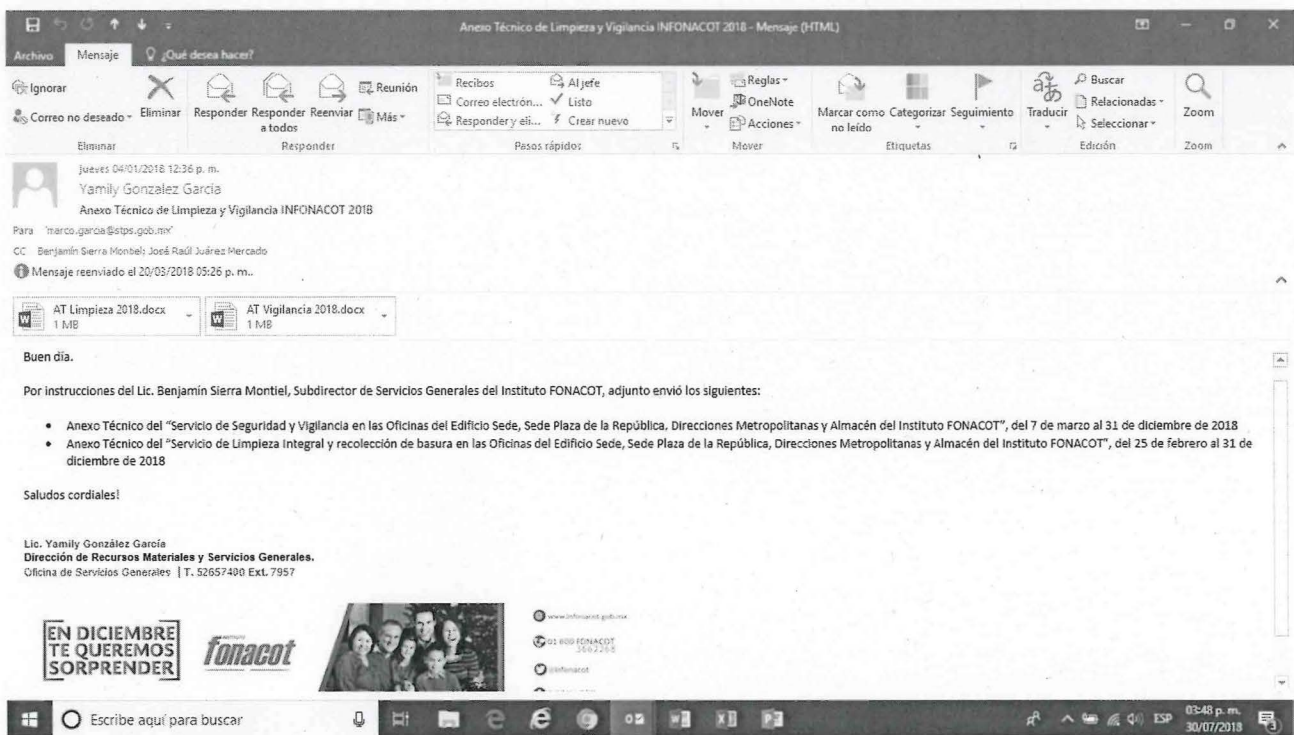 Anexo Técnico de Limpieza y Vigilancia INFONACOT 2018 - Mensaje (HTML)
Archivo Mensaje ¿Qué desea hacer?
Ignorar
Correo no deseado
Eliminar
Responder
Responder a todos
Reenviar
Reunión
Más
Recibos
Correo electrón...
Responder y eli...
Al jefe
Listo
Crear nuevo
Mover
Reglas
OneNote
Acciones
Marcar como no leído
Categorizar
Seguimiento
Traducir
Buscar
Relacionadas
Seleccionar
Zoom
Eliminar Responder Pasos rápidos Mover Etiquetas Edición Zoom
jueves 04/01/2018 12:36 p. m.
Yamily Gonzalez Garcia
Anexo Técnico de Limpieza y Vigilancia INFONACOT 2018
Para 'marco.garcia@stps.gob.mx'
CC Benjamín Sierra Montiel; José Raúl Juárez Mercado
Mensaje reenviado el 20/03/2018 05:26 p. m..
AT Limpieza 2018.docx
1 MB
AT Vigilancia 2018.docx
1 MB
Buen día.
Por instrucciones del Lic. Benjamín Sierra Montiel, Subdirector de Servicios Generales del Instituto FONACOT, adjunto envió los siguientes:
• Anexo Técnico del "Servicio de Seguridad y Vigilancia en las Oficinas del Edificio Sede, Sede Plaza de la República, Direcciones Metropolitanas y Almacén del Instituto FONACOT", del 7 de marzo al 31 de diciembre de 2018
• Anexo Técnico del "Servicio de Limpieza Integral y recolección de basura en las Oficinas del Edificio Sede, Sede Plaza de la República, Direcciones Metropolitanas y Almacén del Instituto FONACOT", del 25 de febrero al 31 de
diciembre de 2018
Saludos cordiales!
Lic. Yamily González García
Dirección de Recursos Materiales y Servicios Generales.
Oficina de Servicios Generales | T. 52657400 Ext. 7957
EN DICIEMBRE
TE QUEREMOS
SORPRENDER
fonacot
www.infonacot.gob.mx
01 800 FONACOT
3662268
@infonacot
Escribe aquí para buscar
ESP
03:48 p. m.
30/07/2018